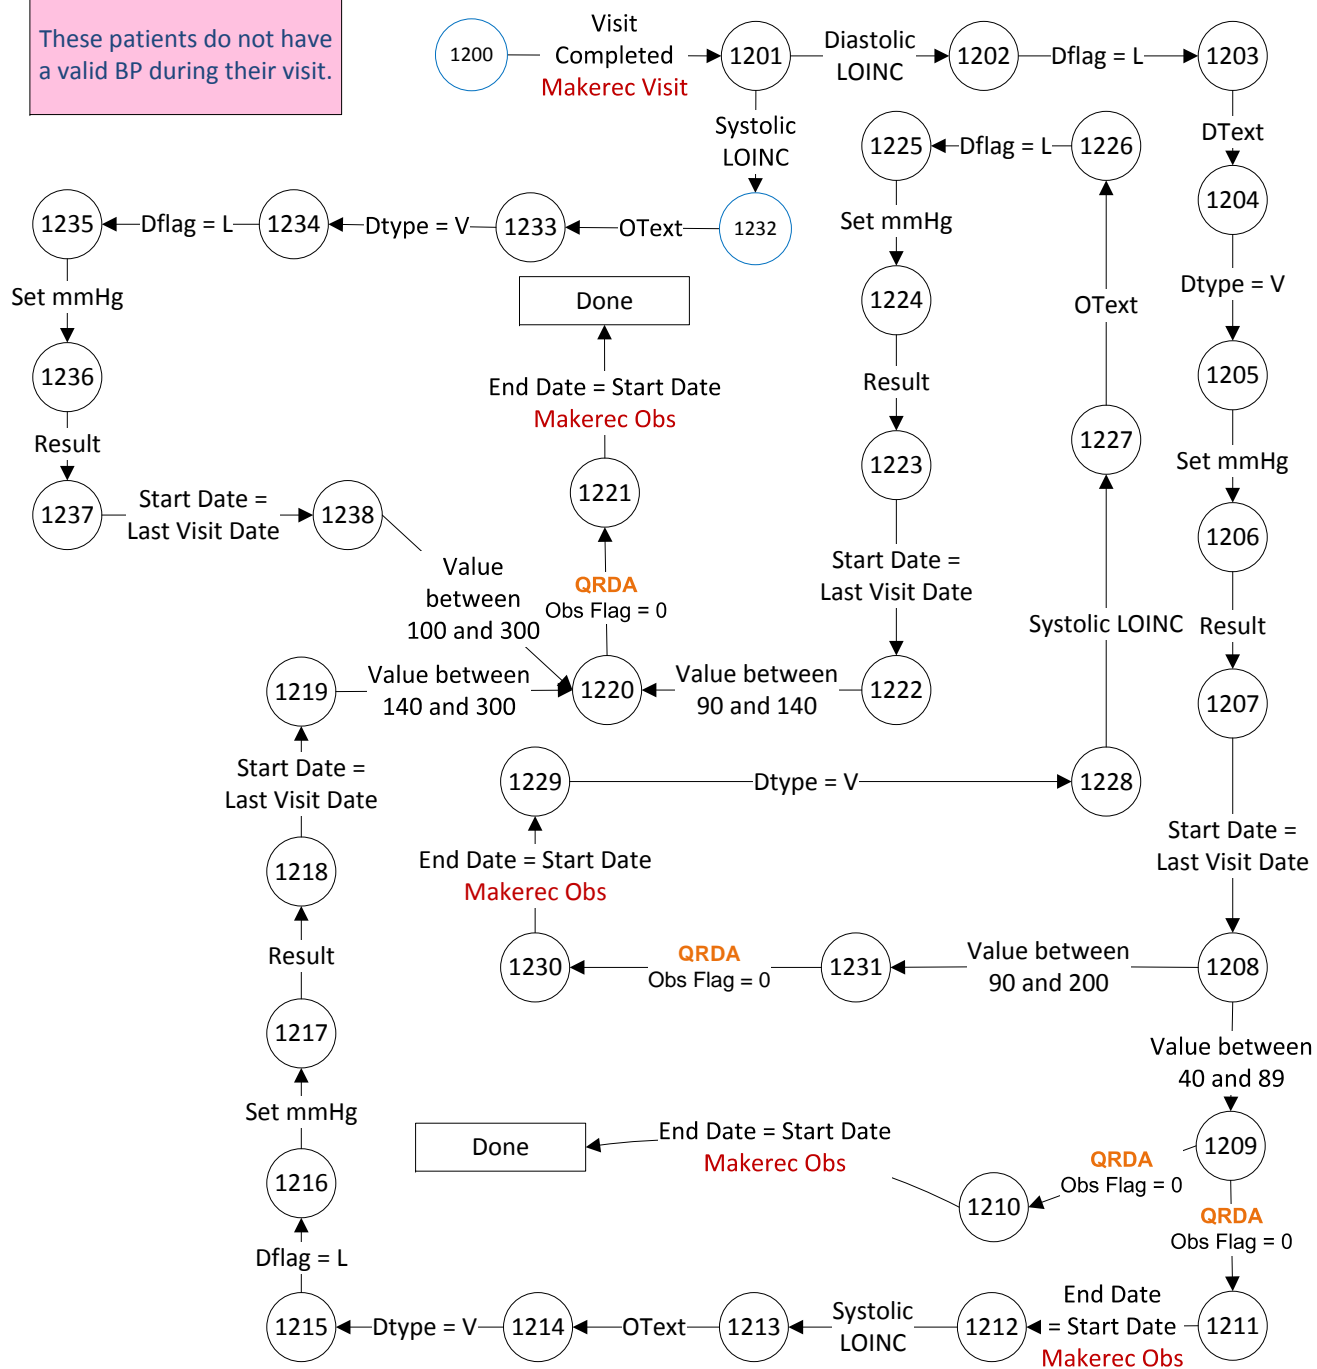 These patients do not have
a valid BP during their visit.
1200
Visit
Completed
Makerec Visit
1201
Diastolic
LOINC
1202
Dflag = L
1203
Systolic
LOINC
DText
1225
Dflag = L
1226
1204
1235
Dflag = L
1234
Dtype = V
1233
OText
1232
Set mmHg
Dtype = V
Set mmHg
Done
1224
OText
1236
End Date = Start Date
Makerec Obs
Result
1205
Result
1223
1227
Set mmHg
1237
Start Date =
Last Visit Date
1238
1221
1206
Value
between
100 and 300
QRDA
Obs Flag = 0
Start Date =
Last Visit Date
Systolic LOINC
Result
1219
Value between
140 and 300
1220
Value between
90 and 140
1222
1207
Start Date =
Last Visit Date
1229
Dtype = V
1228
1218
End Date = Start Date
Makerec Obs
Start Date =
Last Visit Date
Result
1230
QRDA
Obs Flag = 0
1231
Value between
90 and 200
1208
1217
Value between
40 and 89
Set mmHg
Done
End Date = Start Date
Makerec Obs
1209
QRDA
Obs Flag = 0
1216
1210
QRDA
Obs Flag = 0
Dflag = L
1215
Dtype = V
1214
OText
1213
Systolic
LOINC
1212
End Date
= Start Date
Makerec Obs
1211